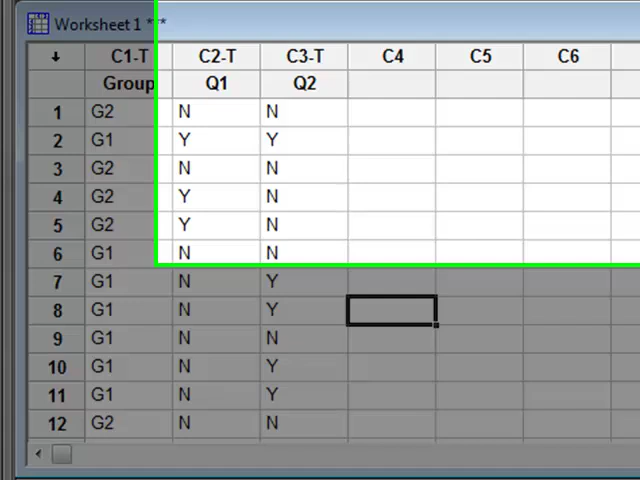 Worksheet 1 ***
↓ C1-T C2-T C3-T C4 C5 C6
Group Q1 Q2
1 G2 N N
2 G1 Y Y
3 G2 N N
4 G2 Y N
5 G2 Y N
6 G1 N N
7 G1 N Y
8 G1 N Y
9 G1 N N
10 G1 N Y
11 G1 N Y
12 G2 N N